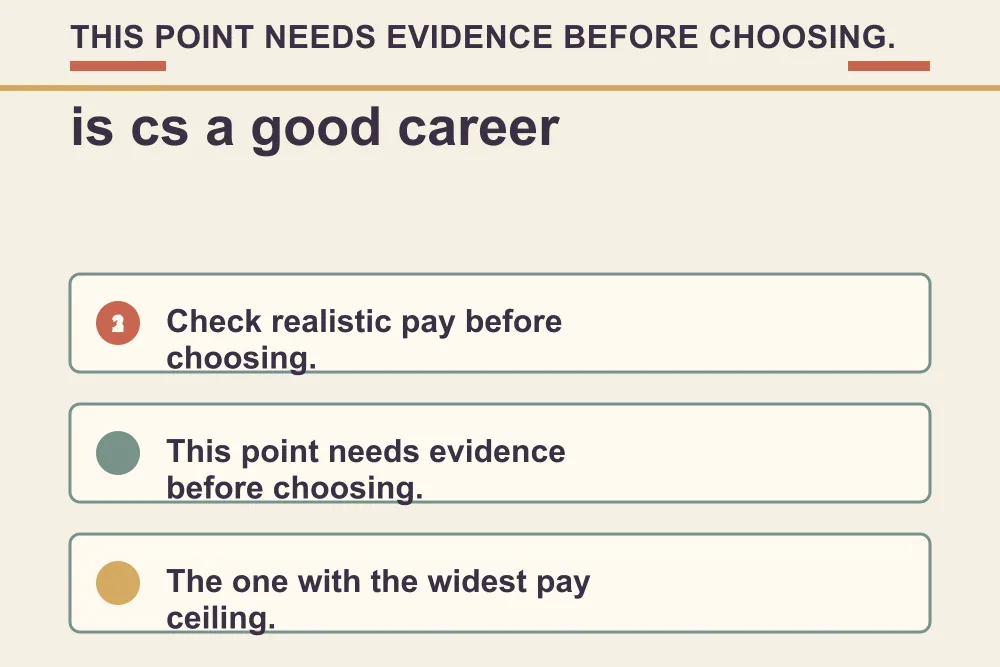 THIS POINT NEEDS EVIDENCE BEFORE CHOOSING.
is cs a good career
Check realistic pay before
choosing.
This point needs evidence
before choosing.
The one with the widest pay
ceiling.